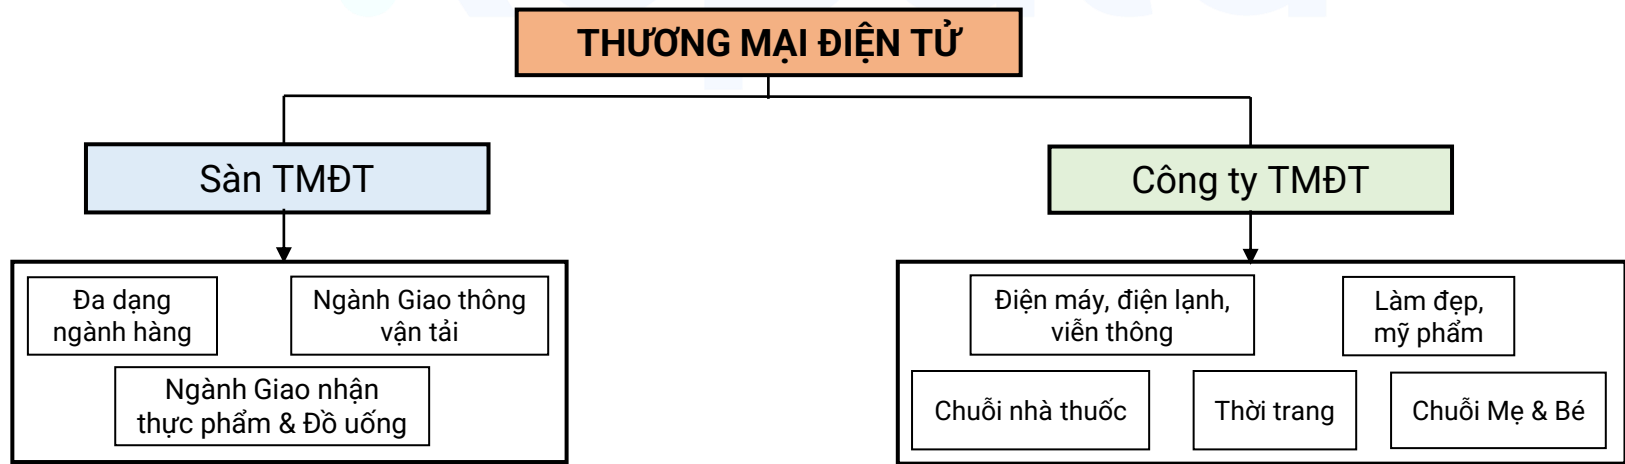 THƯƠNG MẠI ĐIỆN TỬ
Sàn TMĐT
Công ty TMĐT
Đa dạng
ngành hàng
Ngành Giao thông
vận tải
Ngành Giao nhận
thực phẩm & Đồ uống
Điện máy, điện lạnh,
viễn thông
Làm đẹp,
mỹ phẩm
Chuỗi nhà thuốc
Thời trang
Chuỗi Mẹ & Bé